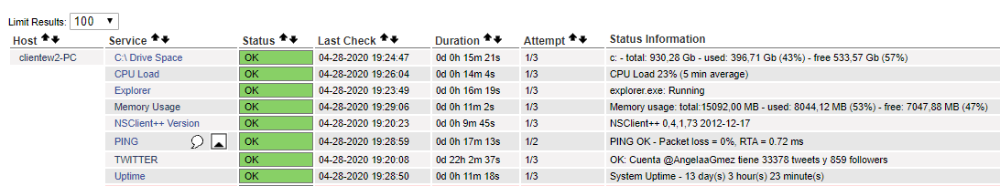 Limit Results: 100
Host Service Status Last Check Duration Attempt Status Information
clientew2-PC C:\ Drive Space OK 04-28-2020 19:24:47 0d 0h 15m 21s 1/3 c: - total: 930,28 Gb - used: 396,71 Gb (43%) - free 533,57 Gb (57%)
CPU Load OK 04-28-2020 19:26:04 0d 0h 14m 4s 1/3 CPU Load 23% (5 min average)
Explorer OK 04-28-2020 19:23:49 0d 0h 16m 19s 1/3 explorer.exe: Running
Memory Usage OK 04-28-2020 19:29:06 0d 0h 11m 2s 1/3 Memory usage: total:15092,00 MB - used: 8044,12 MB (53%) - free: 7047,88 MB (47%)
NSClient++ Version OK 04-28-2020 19:20:23 0d 0h 9m 45s 1/3 NSClient++ 0,4,1,73 2012-12-17
PING OK 04-28-2020 19:28:59 0d 0h 17m 13s 1/2 PING OK - Packet loss = 0%, RTA = 0.72 ms
TWITTER OK 04-28-2020 19:20:08 0d 22h 2m 37s 1/3 OK: Cuenta @AngelaaGmez tiene 33378 tweets y 859 followers
Uptime OK 04-28-2020 19:28:50 0d 0h 11m 18s 1/3 System Uptime - 13 day(s) 3 hour(s) 23 minute(s)